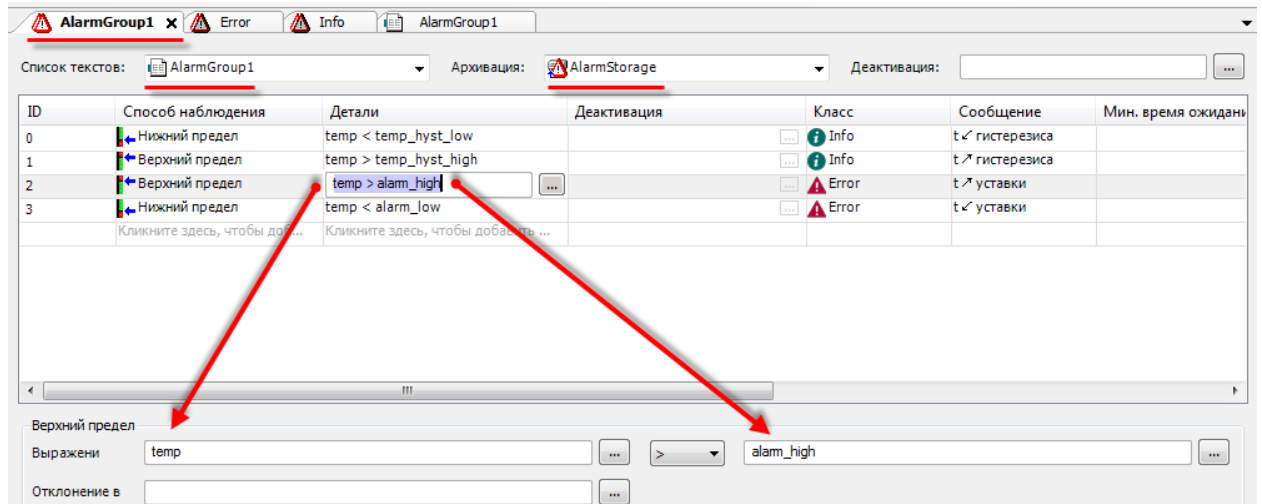 AlarmGroup1 Error Info AlarmGroup1
Список текстов: AlarmGroup1 Архивация: AlarmStorage Деактивация: ...
ID Способ наблюдения Детали Деактивация Класс Сообщение Мин. время ожидани
0 Нижний предел temp < temp_hyst_low ... Info t↙ гистерезиса
1 Верхний предел temp > temp_hyst_high ... Info t↗ гистерезиса
2 Верхний предел temp > alarm_high ... ... Error t↗ уставки
3 Нижний предел temp < alarm_low ... Error t↙ уставки
Кликните здесь, чтобы доб... Кликните здесь, чтобы добавить ...
Верхний предел
Выражени temp ... > alarm_high ...
Отклонение в ...